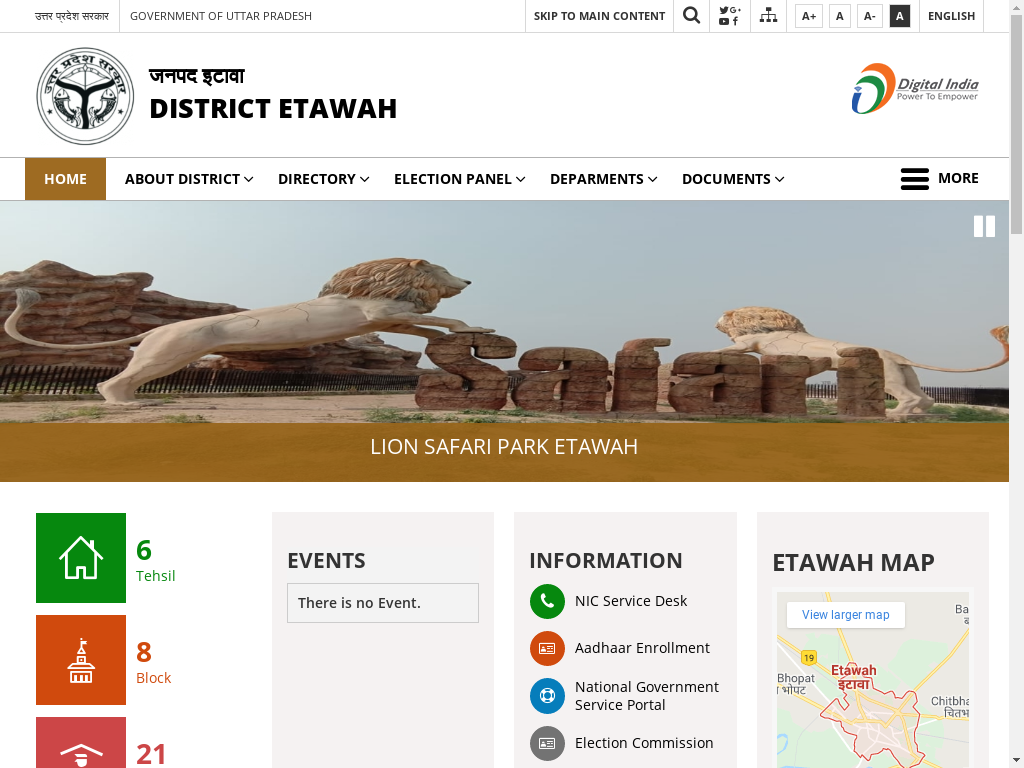 उत्तर प्रदेश सरकार
GOVERNMENT OF UTTAR PRADESH
SKIP TO MAIN CONTENT
A+
A
A-
A
ENGLISH
उत्तर प्रदेश सरकार
जनपद इटावा
DISTRICT ETAWAH
Digital India
Power To Empower
HOME
ABOUT DISTRICT
DIRECTORY
ELECTION PANEL
DEPARMENTS
DOCUMENTS
MORE
Safari
LION SAFARI PARK ETAWAH
6
Tehsil
8
Block
21
EVENTS
There is no Event.
INFORMATION
NIC Service Desk
Aadhaar Enrollment
National Government
Service Portal
Election Commission
ETAWAH MAP
View larger map
Ba
19
Etawah
इटावा
Bhopat
भोपट
Chitbha
चितभ